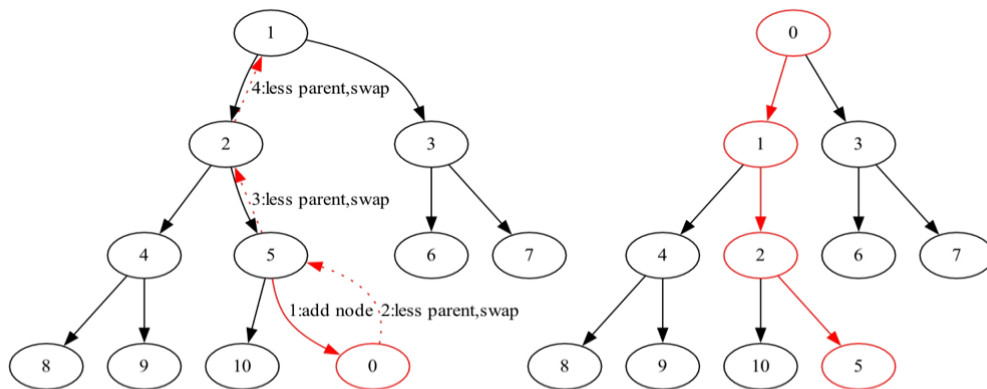 1 0
4:less parent,swap
2 3 1 3
3:less parent,swap
4 5 6 7 4 2 6 7
1:add node 2:less parent,swap
8 9 10 0 8 9 10 5